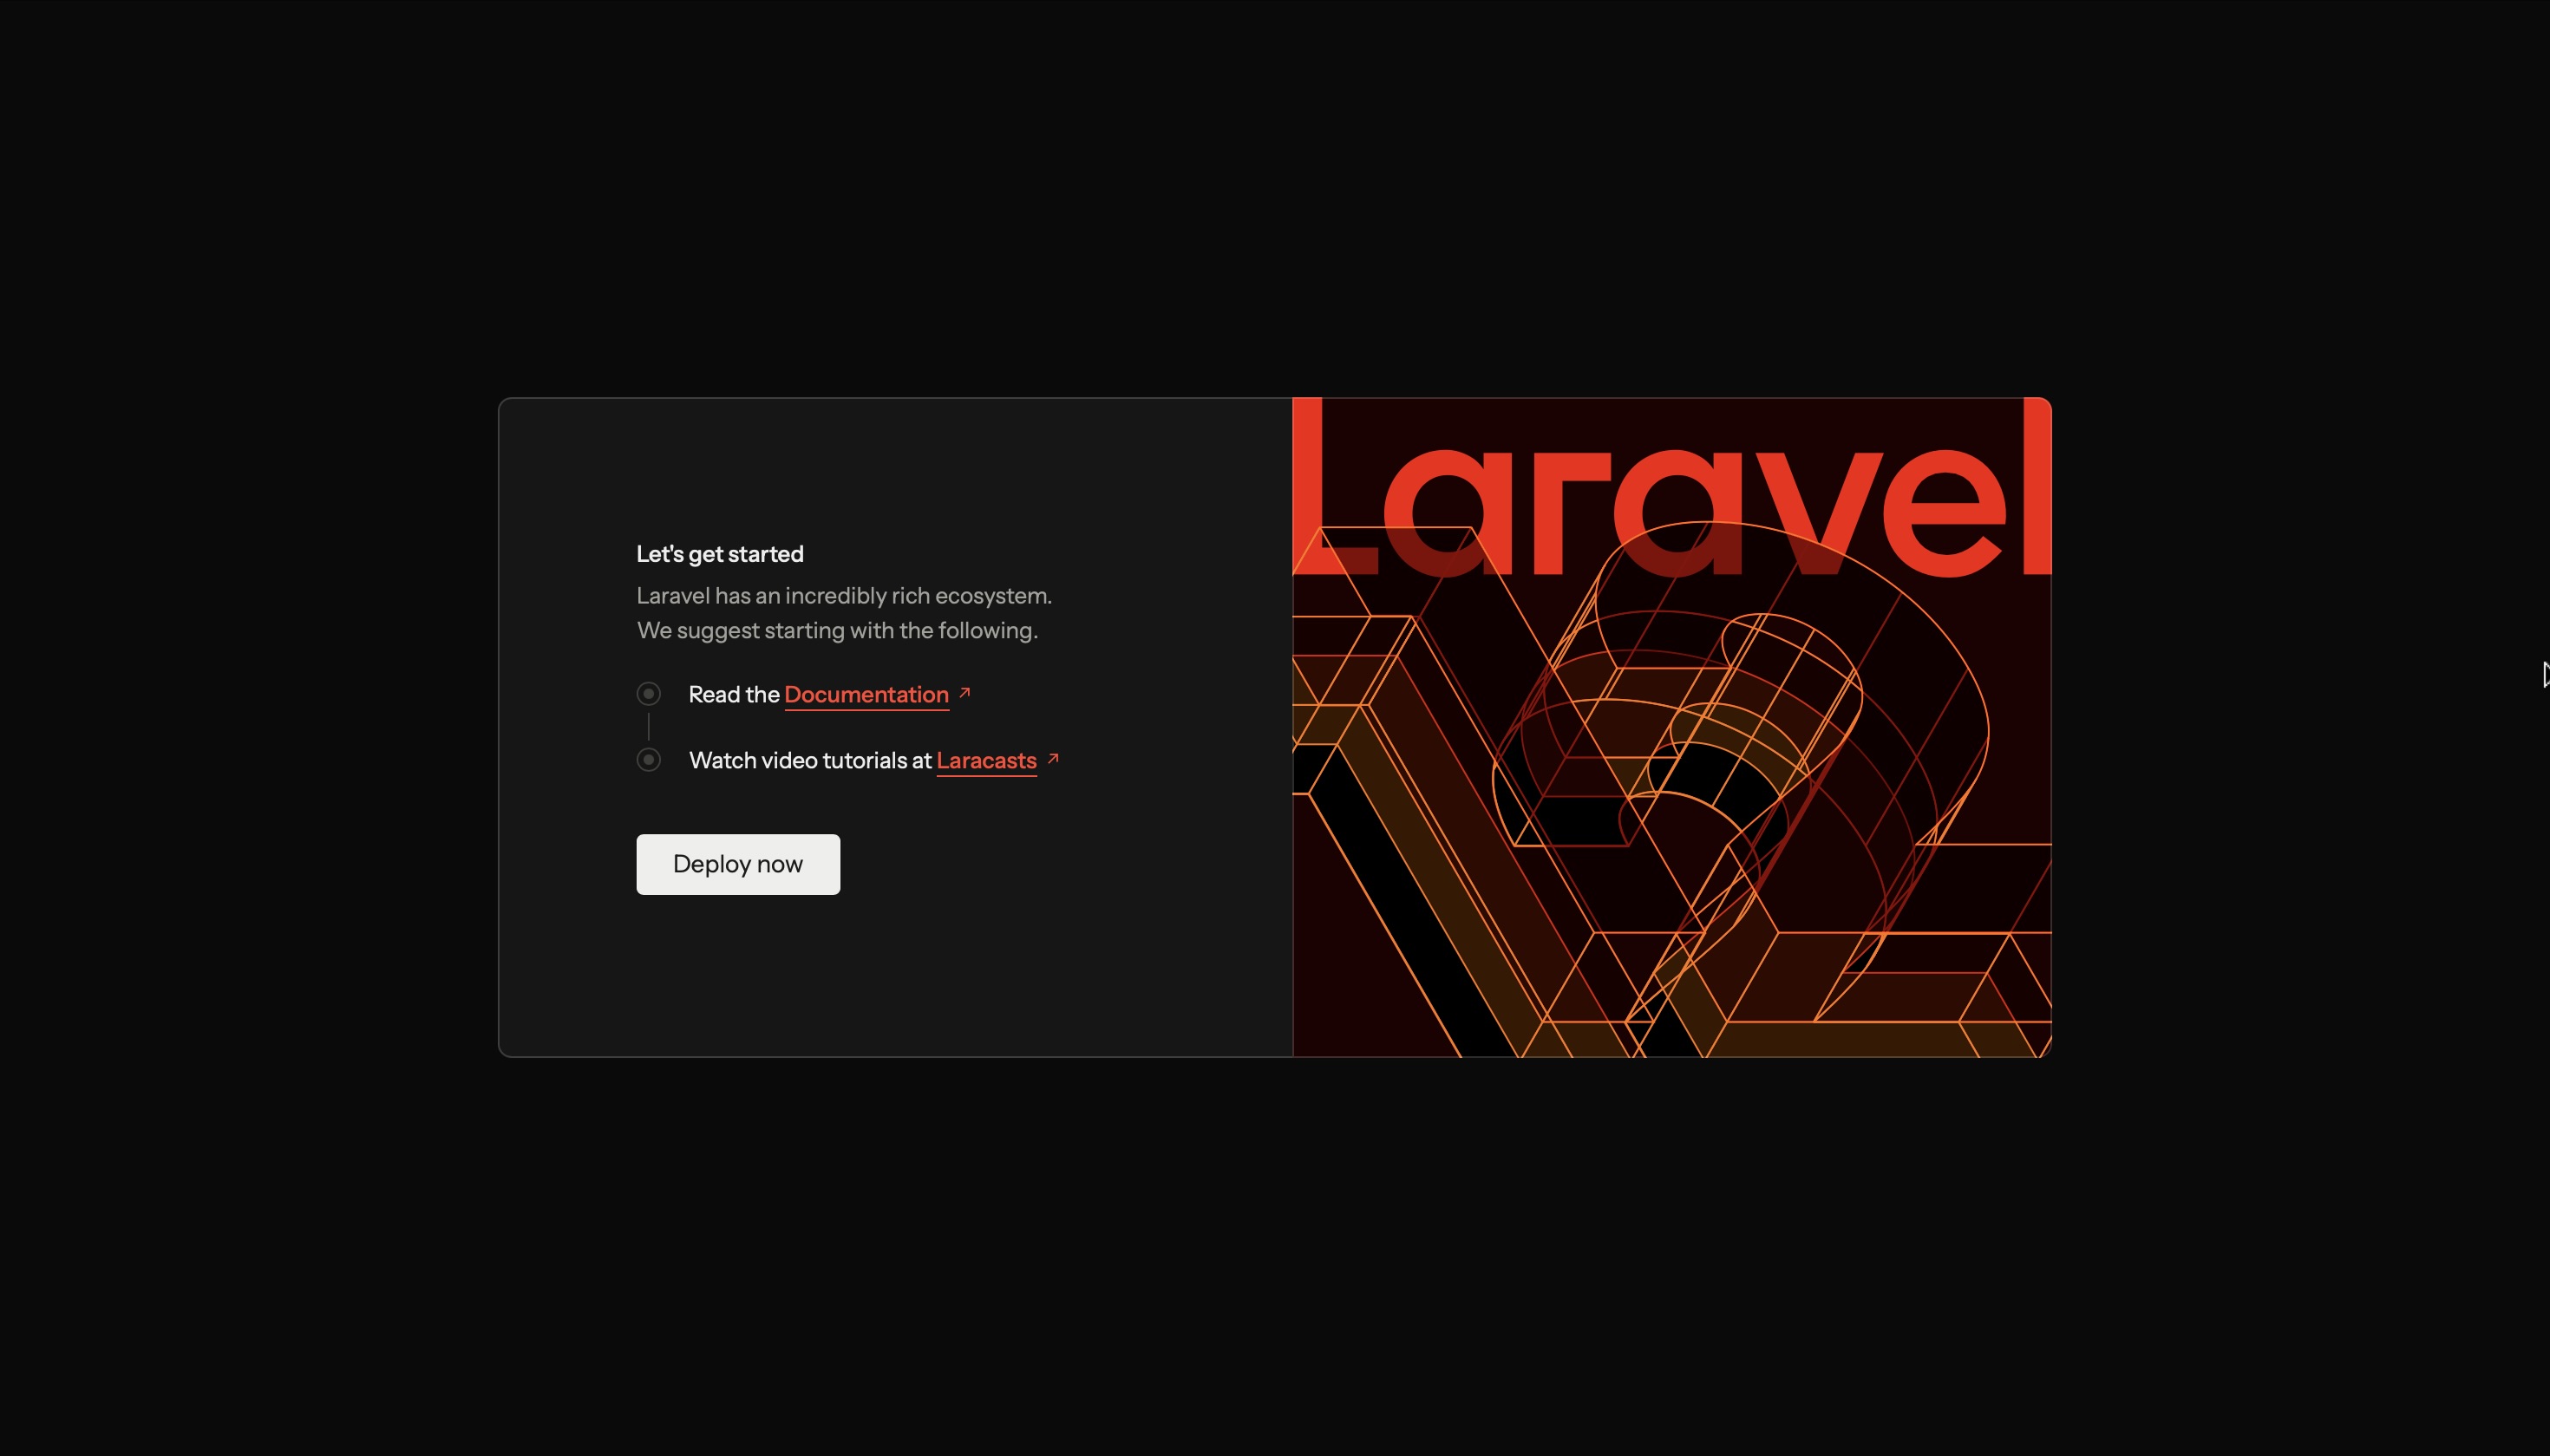 Laravel
Let's get started
Laravel has an incredibly rich ecosystem.
We suggest starting with the following.
Read the Documentation
Watch video tutorials at Laracasts
Deploy now